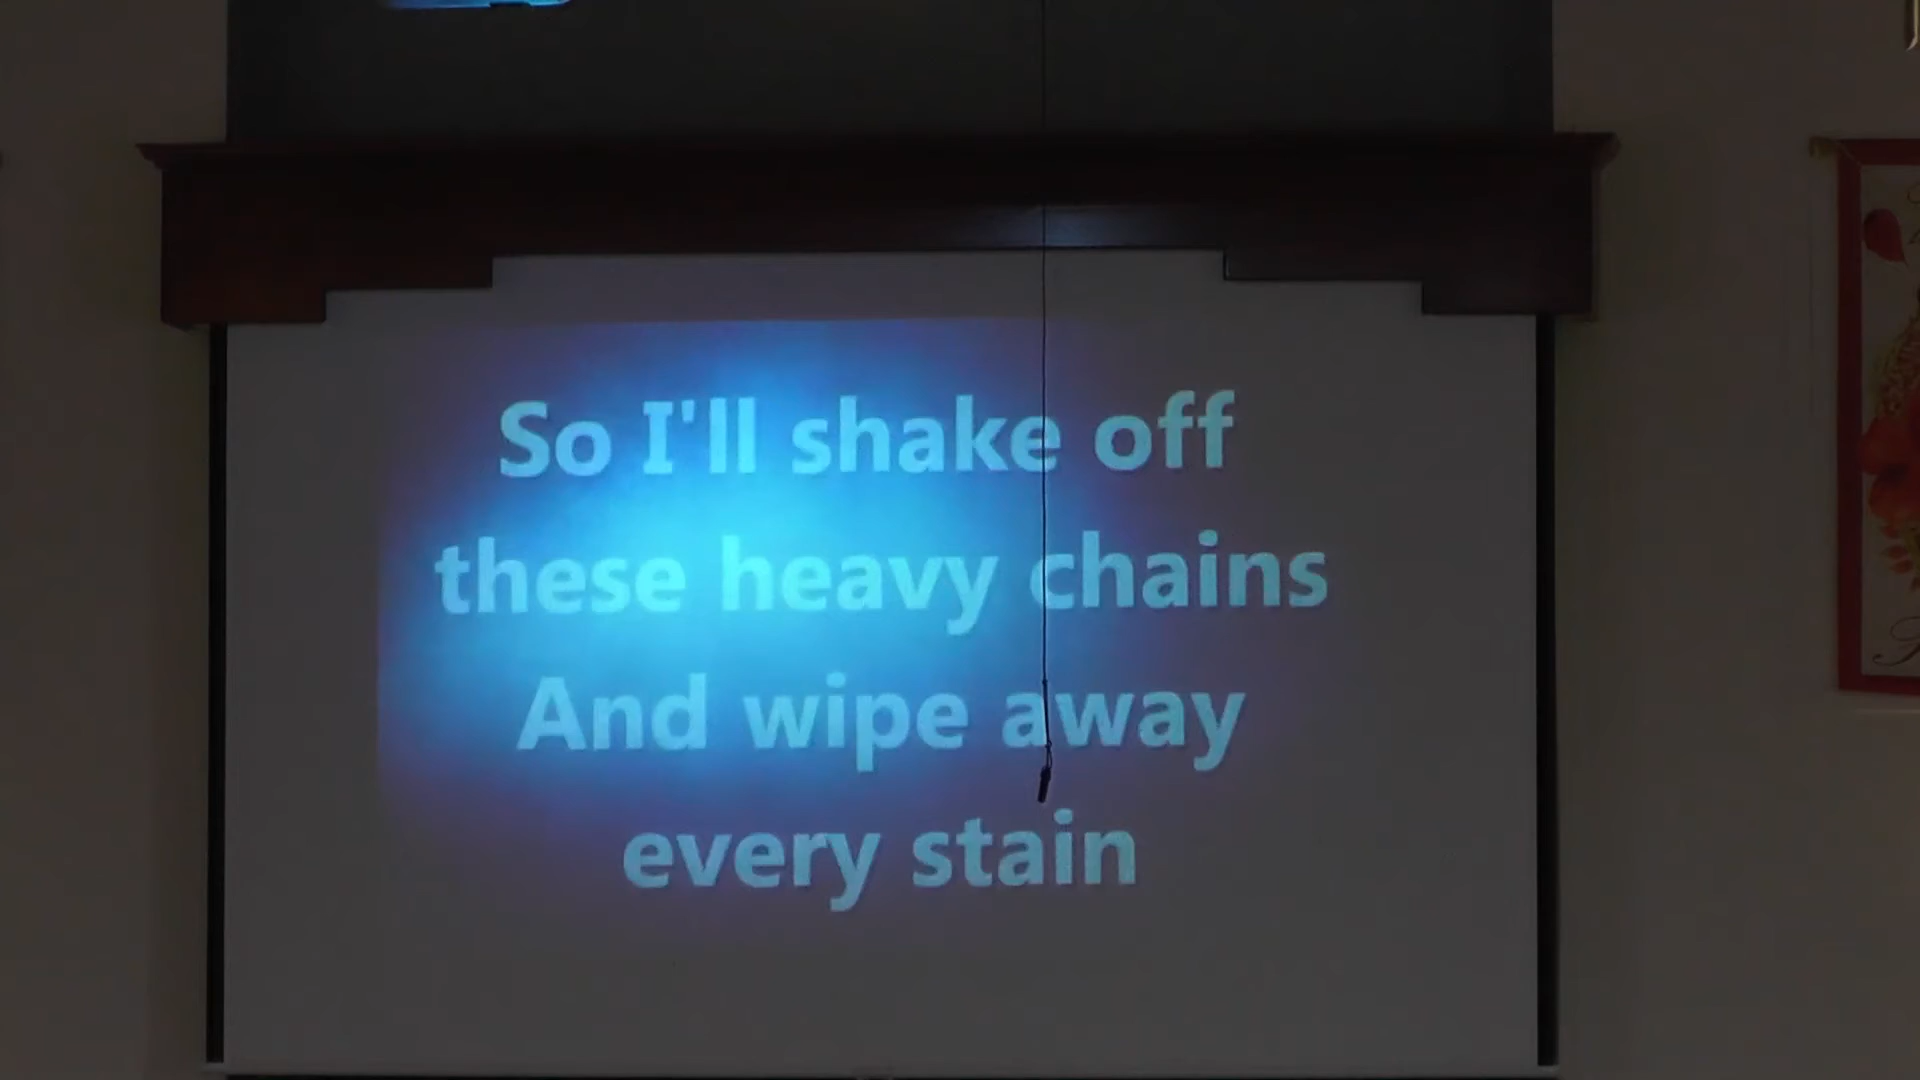 So I'll shake off
these heavy chains
And wipe away
every stain